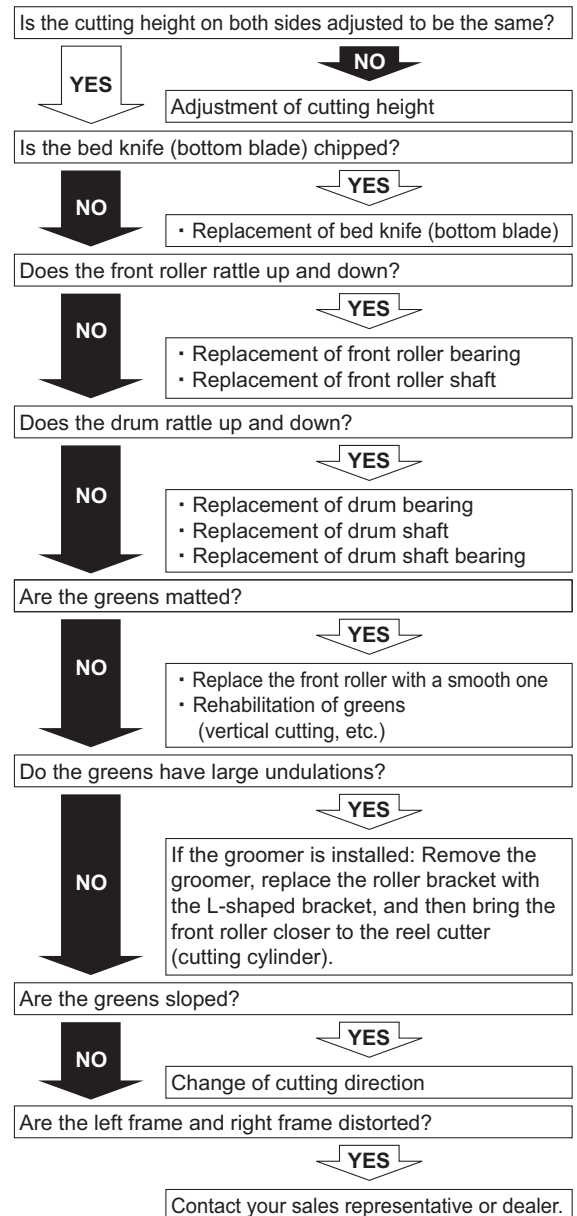 Is the cutting height on both sides adjusted to be the same?
YES
NO
Adjustment of cutting height
Is the bed knife (bottom blade) chipped?
NO
YES
・Replacement of bed knife (bottom blade)
Does the front roller rattle up and down?
NO
YES
・Replacement of front roller bearing
・Replacement of front roller shaft
Does the drum rattle up and down?
NO
YES
・Replacement of drum bearing
・Replacement of drum shaft
・Replacement of drum shaft bearing
Are the greens matted?
NO
YES
・Replace the front roller with a smooth one
・Rehabilitation of greens
(vertical cutting, etc.)
Do the greens have large undulations?
NO
YES
If the groomer is installed: Remove the
groomer, replace the roller bracket with
the L-shaped bracket, and then bring the
front roller closer to the reel cutter
(cutting cylinder).
Are the greens sloped?
NO
YES
Change of cutting direction
Are the left frame and right frame distorted?
YES
Contact your sales representative or dealer.